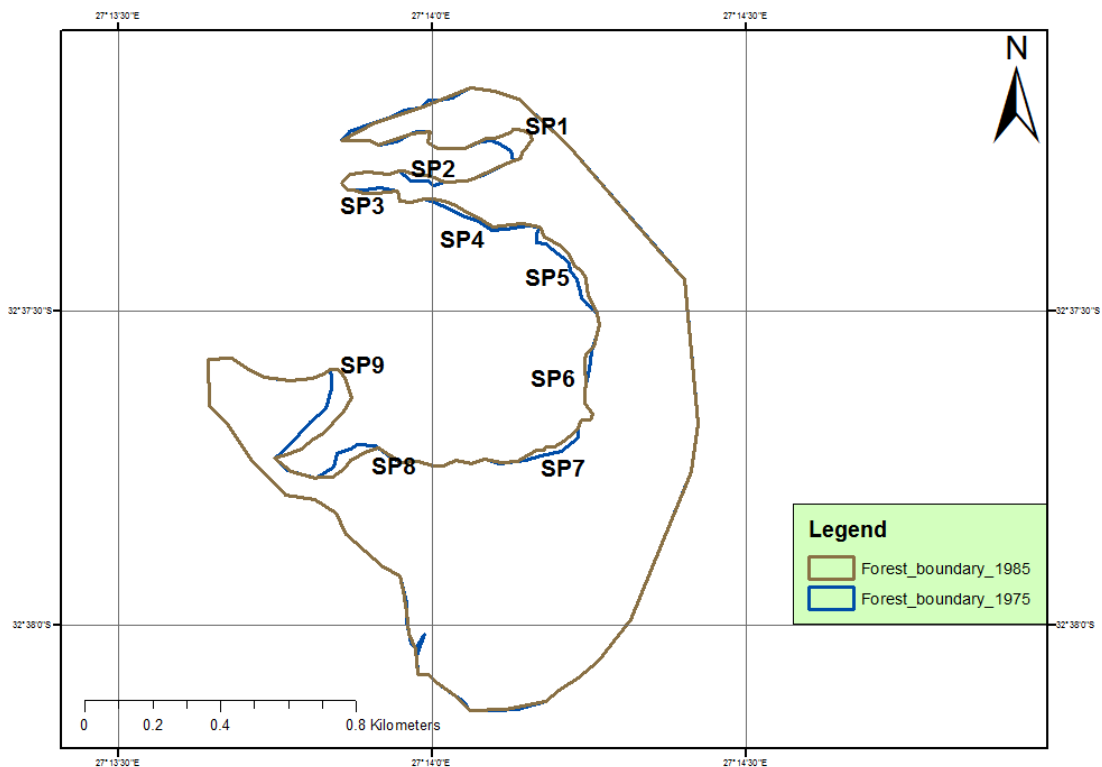 27°13'30"E 27°14'0"E 27°14'30"E
N
SP1
SP2
SP3
SP4
SP5
32°37'30"S 32°37'30"S
SP9
SP6
SP8
SP7
Legend
Forest_boundary_1985
Forest_boundary_1975
32°38'0"S 32°38'0"S
0 0.2 0.4 0.8 Kilometers
27°13'30"E 27°14'0"E 27°14'30"E